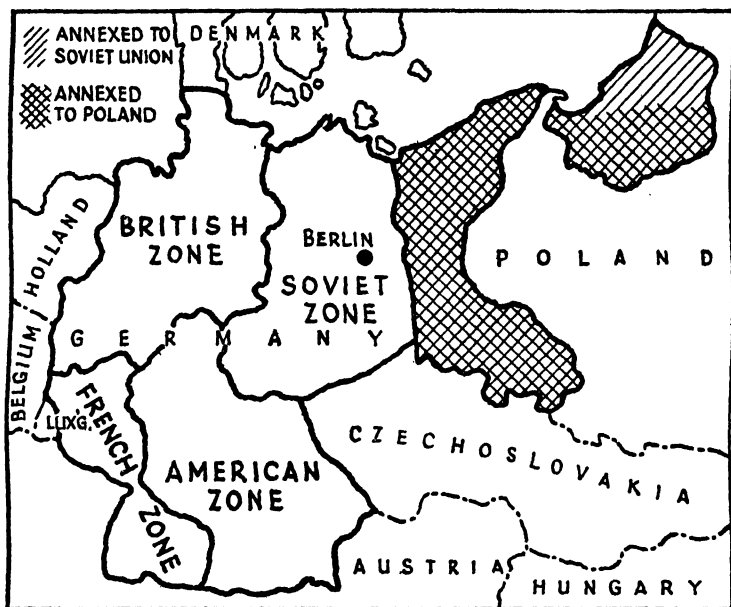 ANNEXED TO
SOVIET UNION
ANNEXED
TO POLAND
DENMARK
BRITISH
ZONE
BERLIN
SOVIET
ZONE
POLAND
HOLLAND
BELGIUM
GERMANY
LUXG.
FRENCH
ZONE
AMERICAN
ZONE
CZECHOSLOVAKIA
AUSTRIA
HUNGARY